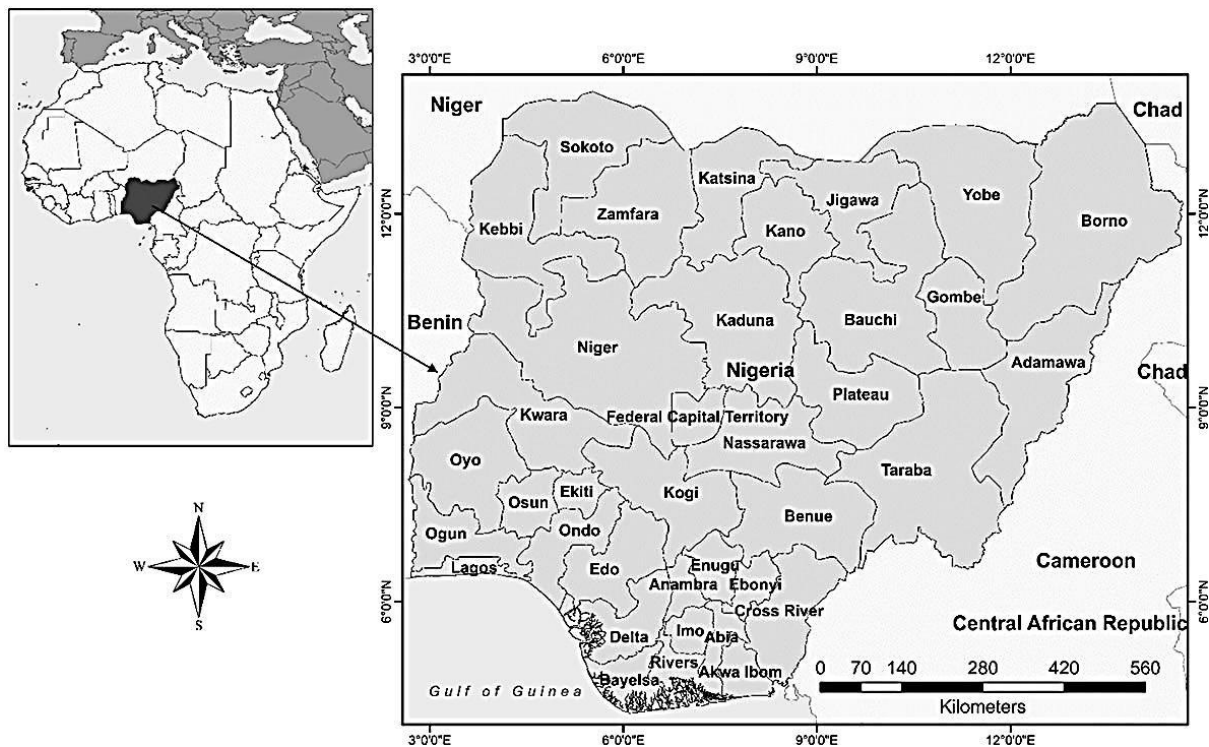 3°0'0"E 6°0'0"E 9°0'0"E 12°0'0"E
Niger
Chad
Sokoto
Katsina
Jigawa
Yobe
Borno
Zamfara
Kebbi
Kano
12°0'0"N
12°0'0"N
Gombe
Benin
Kaduna
Bauchi
Niger
Adamawa
Nigeria
Chad
Plateau
9°0'0"N
9°0'0"N
Kwara
Federal Capital Territory
Nassarawa
Oyo
Taraba
Osun
Ekiti
Kogi
Benue
Ogun
Ondo
Lagos
Edo
Enugu
Anambra
Ebonyi
Cameroon
6°0'0"N
6°0'0"N
Cross River
Central African Republic
Delta
Imo
Abia
Rivers
Akwa Ibom
Bayelsa
Gulf of Guinea
0 70 140 280 420 560
Kilometers
3°0'0"E 6°0'0"E 9°0'0"E 12°0'0"E
N
W E
S